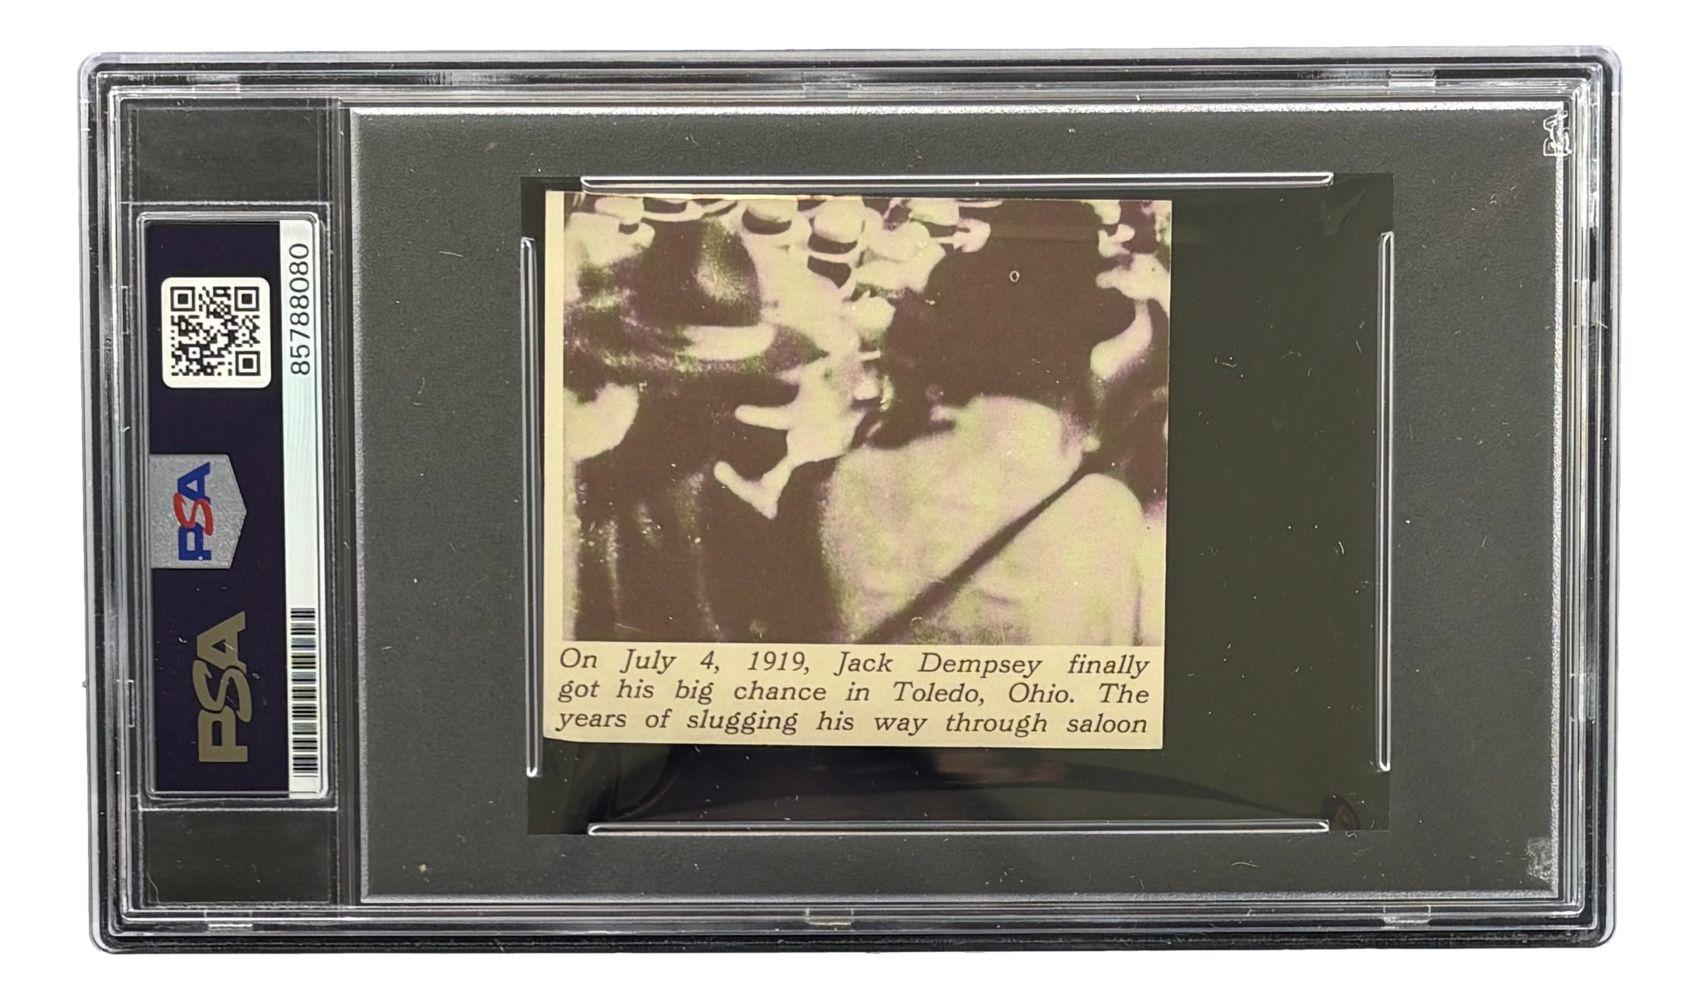 85788080
PSA
PSA
On July 4, 1919, Jack Dempsey finally
got his big chance in Toledo, Ohio. The
years of slugging his way through saloon